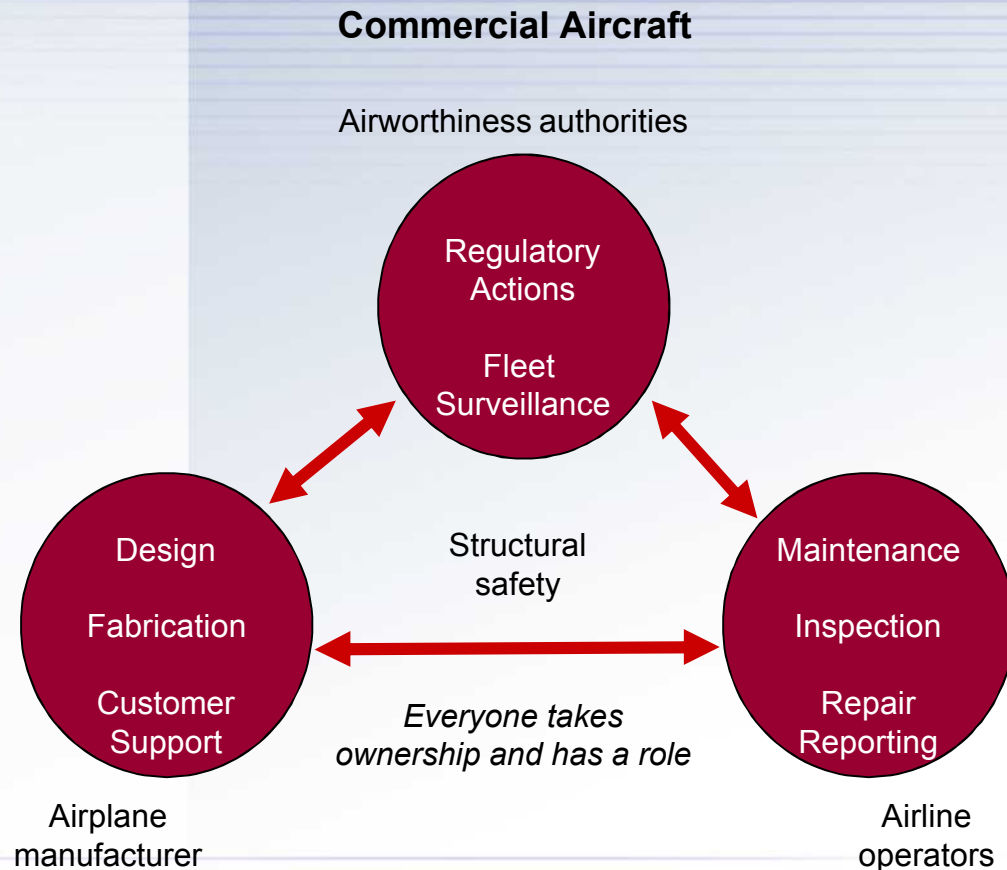 Commercial Aircraft
Airworthiness authorities
Regulatory
Actions
Fleet
Surveillance
Design
Fabrication
Customer
Support
Structural
safety
Everyone takes
ownership and has a role
Maintenance
Inspection
Repair
Reporting
Airplane
manufacturer
Airline
operators